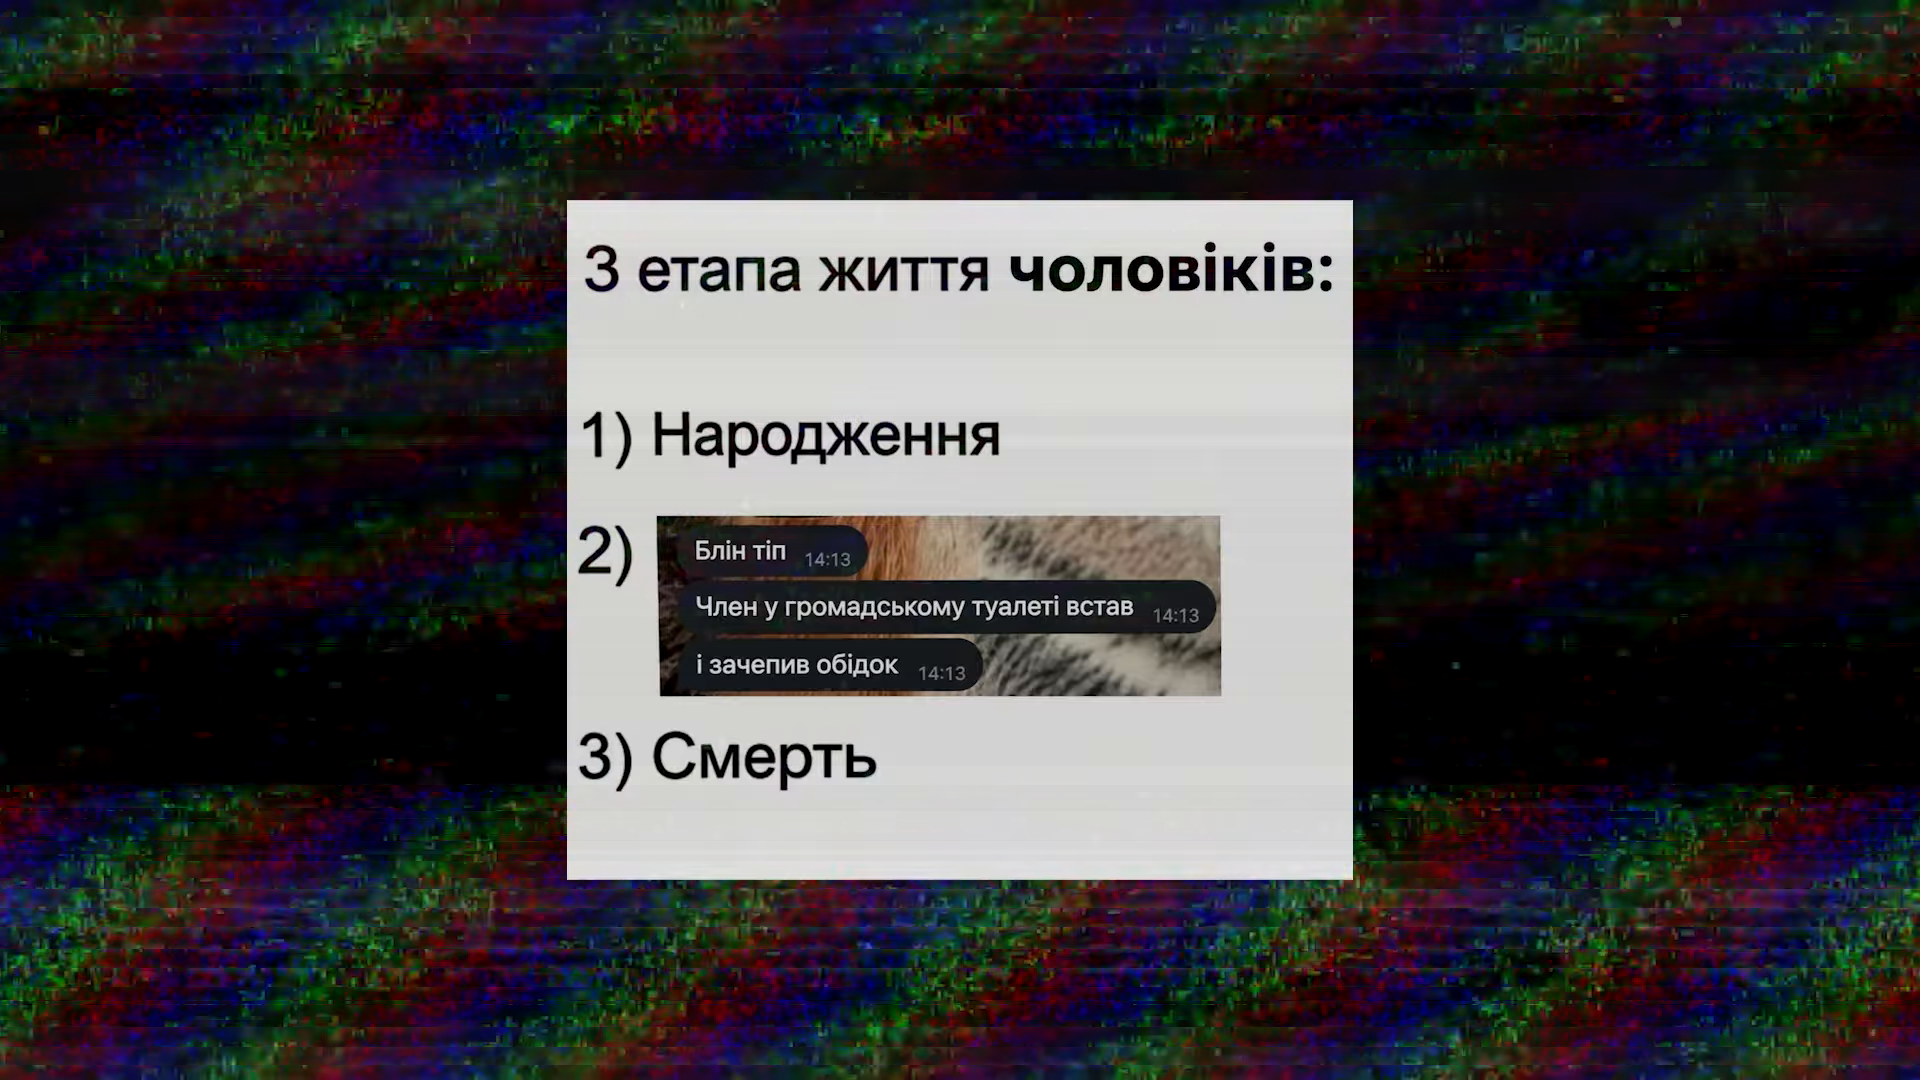 3 етапа життя чоловіків:
1) Народження
2)
Блін тіп 14:13
Член у громадському туалеті встав 14:13
і зачепив обідок 14:13
3) Смерть